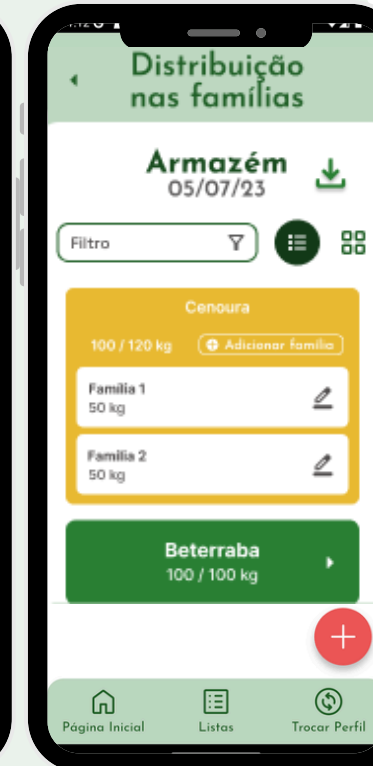 Distribuição
nas famílias
Armazém
05/07/23
Filtro
Cenoura
100 / 120 kg
Adicionar família
Família 1
50 kg
Família 2
50 kg
Beterraba
100 / 100 kg
Página Inicial
Listas
Trocar Perfil